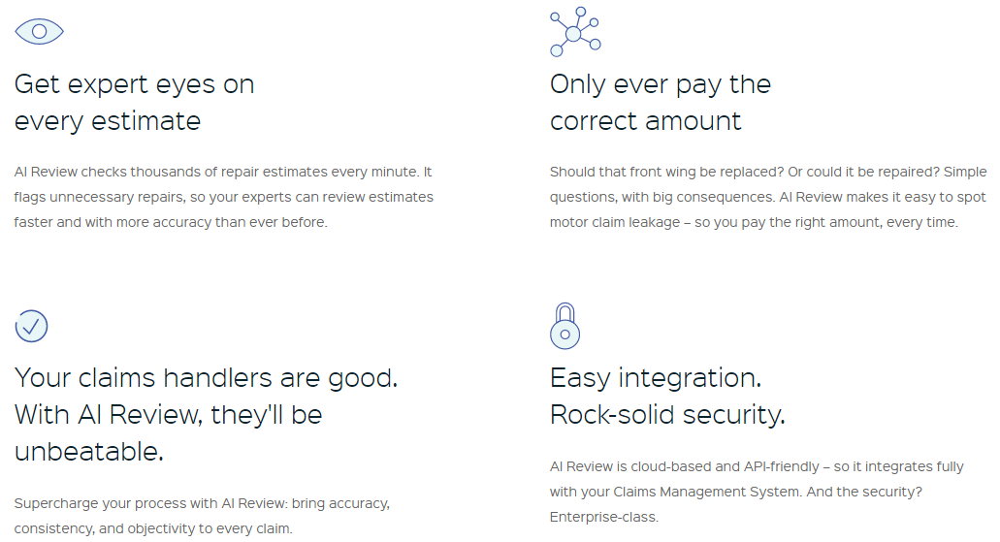 Get expert eyes on
every estimate
AI Review checks thousands of repair estimates every minute. It
flags unnecessary repairs, so your experts can review estimates
faster and with more accuracy than ever before.
Only ever pay the
correct amount
Should that front wing be replaced? Or could it be repaired? Simple
questions, with big consequences. AI Review makes it easy to spot
motor claim leakage – so you pay the right amount, every time.
Your claims handlers are good.
With AI Review, they'll be
unbeatable.
Supercharge your process with AI Review: bring accuracy,
consistency, and objectivity to every claim.
Easy integration.
Rock-solid security.
AI Review is cloud-based and API-friendly – so it integrates fully
with your Claims Management System. And the security?
Enterprise-class.